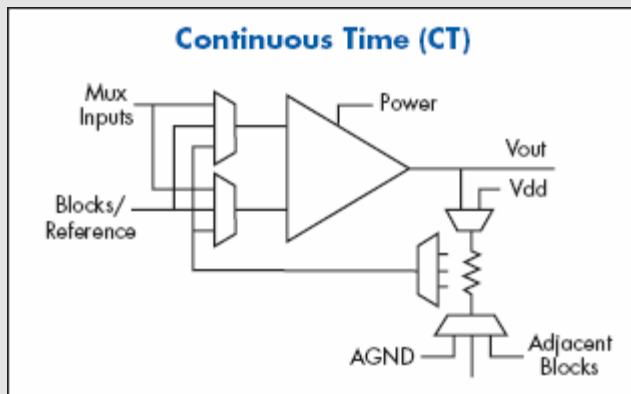 Continuous Time (CT)
Mux
Inputs
Power
Vout
Vdd
Blocks/
Reference
AGND
Adjacent
Blocks